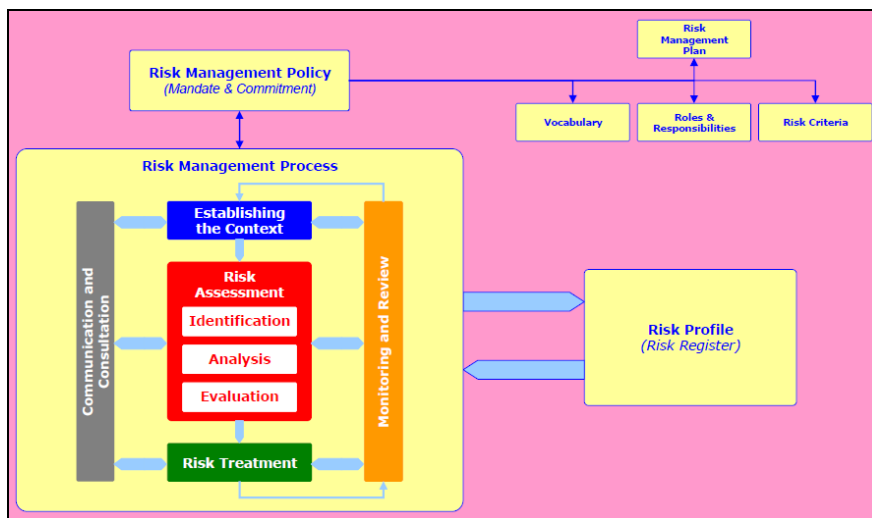 Risk
Management
Plan
Risk Management Policy
(Mandate & Commitment)
Vocabulary
Roles &
Responsibilities
Risk Criteria
Risk Management Process
Communication and
Consultation
Establishing
the Context
Risk
Assessment
Identification
Analysis
Evaluation
Risk Treatment
Monitoring and Review
Risk Profile
(Risk Register)